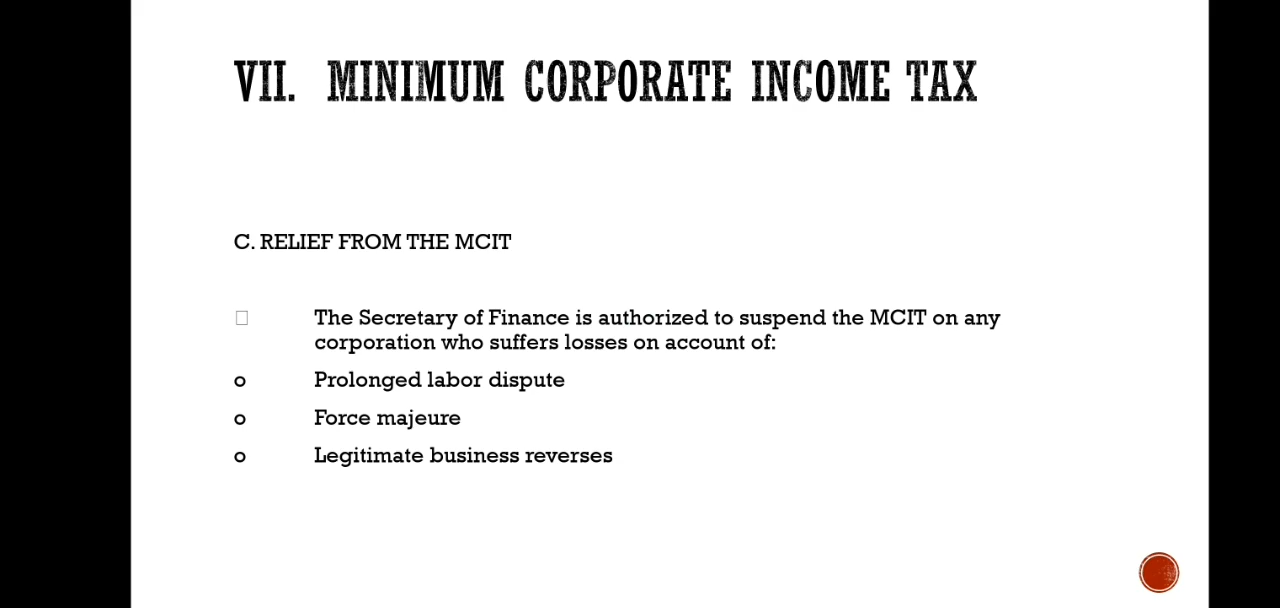 VII. MINIMUM CORPORATE INCOME TAX
C. RELIEF FROM THE MCIT
□ The Secretary of Finance is authorized to suspend the MCIT on any
corporation who suffers losses on account of:
o Prolonged labor dispute
o Force majeure
o Legitimate business reverses